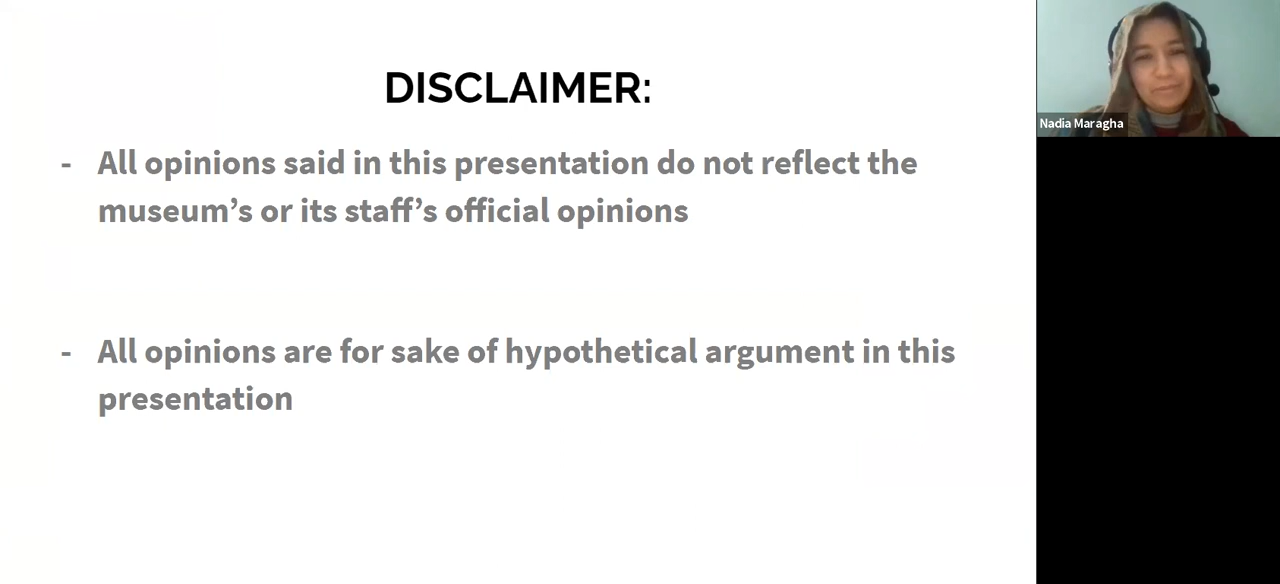 DISCLAIMER:
- All opinions said in this presentation do not reflect the
museum’s or its staff’s official opinions
- All opinions are for sake of hypothetical argument in this
presentation
Nadia Maragha